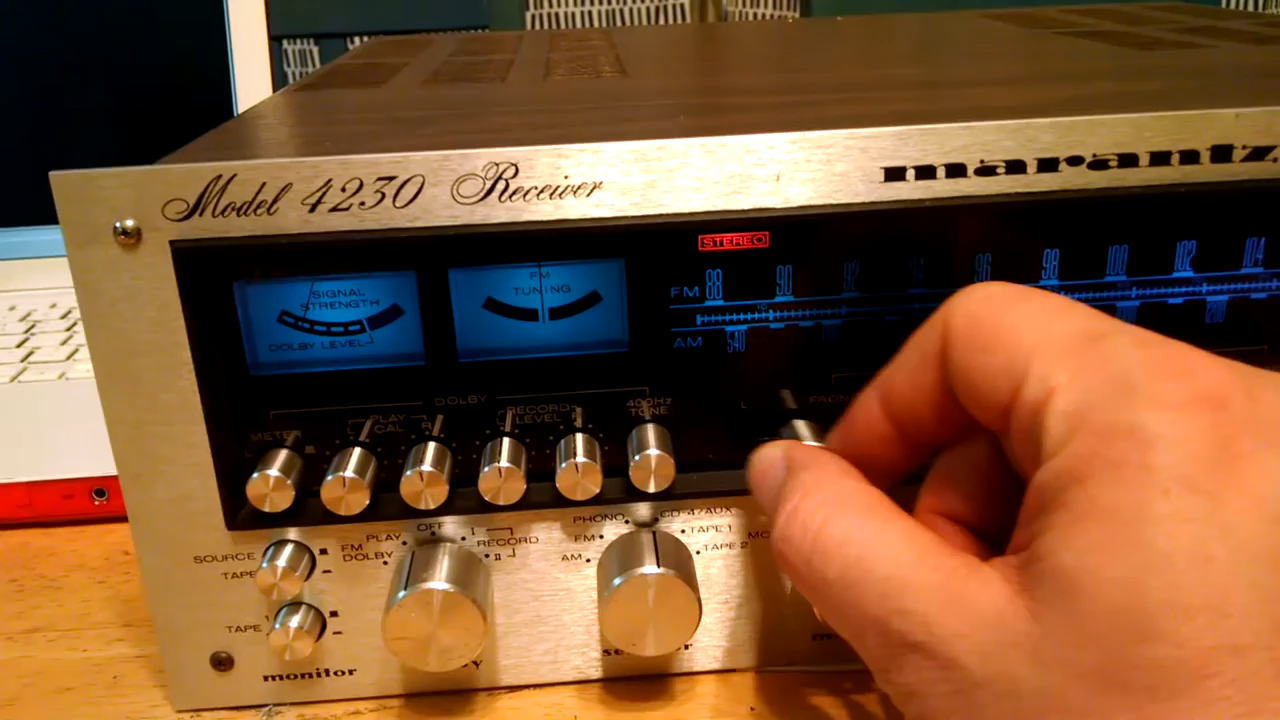 Model 4230 Receiver
marantz
STEREO
SIGNAL
STRENGTH
DOLBY LEVEL
FM
TUNING
FM 88 90 92 94 96 98 100 102 104
AM 540
DOLBY
METER
PLAY
CAL
L R
RECORD
LEVEL
L R
400Hz
TONE
L
SOURCE
TAPE
TAPE
monitor
OFF
PLAY
FM
DOLBY
I
RECORD
II
PHONO
CD-4/AUX
FM
TAPE 1
AM
TAPE 2